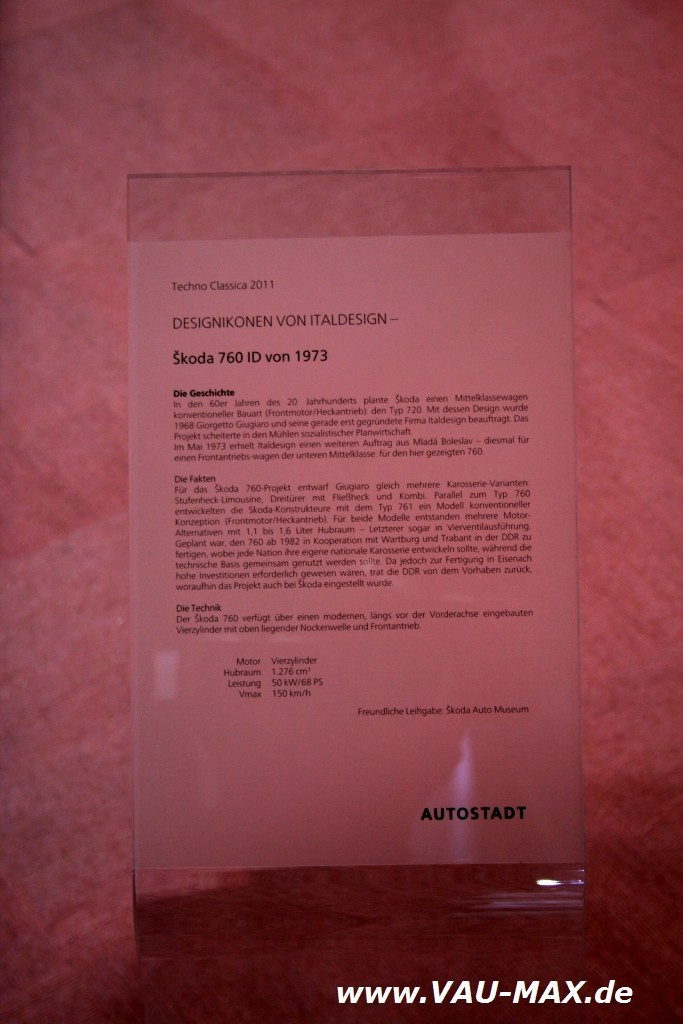 Techno Classica 2011
DESIGNIKONEN VON ITALDESIGN –
Škoda 760 ID von 1973
Die Geschichte
In den 60er Jahren des 20. Jahrhunderts plante Škoda einen Mittelklassewagen
konventioneller Bauart (Frontmotor/Heckantrieb): den Typ 720. Mit dessen Design wurde
1968 Giorgetto Giugiaro und seine gerade erst gegründete Firma Italdesign beauftragt. Das
Projekt scheiterte in den Mühlen sozialistischer Planwirtschaft.
Im Mai 1973 erhielt Italdesign einen weiteren Auftrag aus Mladá Boleslav – diesmal für
einen Frontantriebs-wagen der unteren Mittelklasse: für den hier gezeigten 760.
Die Fakten
Für das Škoda 760-Projekt entwarf Giugiaro gleich mehrere Karosserie-Varianten:
Stufenheck-Limousine, Dreitürer mit Fließheck und Kombi. Parallel zum Typ 760
entwickelten die Skoda-Konstrukteure mit dem Typ 761 ein Modell konventioneller
Konzeption (Frontmotor/Heckantrieb). Für beide Modelle entstanden mehrere Motor-
Alternativen mit 1,1 bis 1,6 Liter Hubraum – Letzterer sogar in Vierventilausführung.
Geplant war, den 760 ab 1982 in Kooperation mit Wartburg und Trabant in der DDR zu
fertigen, wobei jede Nation ihre eigene nationale Karosserie entwickeln sollte, während die
technische Basis gemeinsam genutzt werden sollte. Da jedoch zur Fertigung in Eisenach
hohe Investitionen erforderlich gewesen wären, trat die DDR von dem Vorhaben zurück,
woraufhin das Projekt auch bei Škoda eingestellt wurde.
Die Technik
Der Škoda 760 verfügt über einen modernen, längs vor der Vorderachse eingebauten
Vierzylinder mit oben liegender Nockenwelle und Frontantrieb.
Motor Vierzylinder
Hubraum 1.276 cm³
Leistung 50 kW/68 PS
Vmax 150 km/h
Freundliche Leihgabe: Škoda Auto Museum
AUTOSTADT
www.VAU-MAX.de